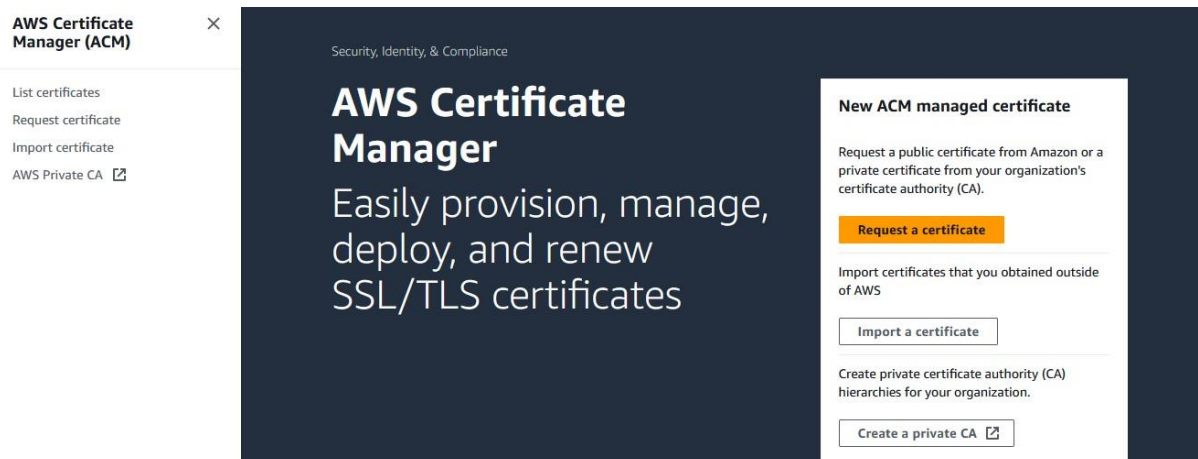 AWS Certificate
Manager (ACM)
List certificates
Request certificate
Import certificate
AWS Private CA
Security, Identity, & Compliance
AWS Certificate
Manager
Easily provision, manage,
deploy, and renew
SSL/TLS certificates
New ACM managed certificate
Request a public certificate from Amazon or a
private certificate from your organization's
certificate authority (CA).
Request a certificate
Import certificates that you obtained outside
of AWS
Import a certificate
Create private certificate authority (CA)
hierarchies for your organization.
Create a private CA